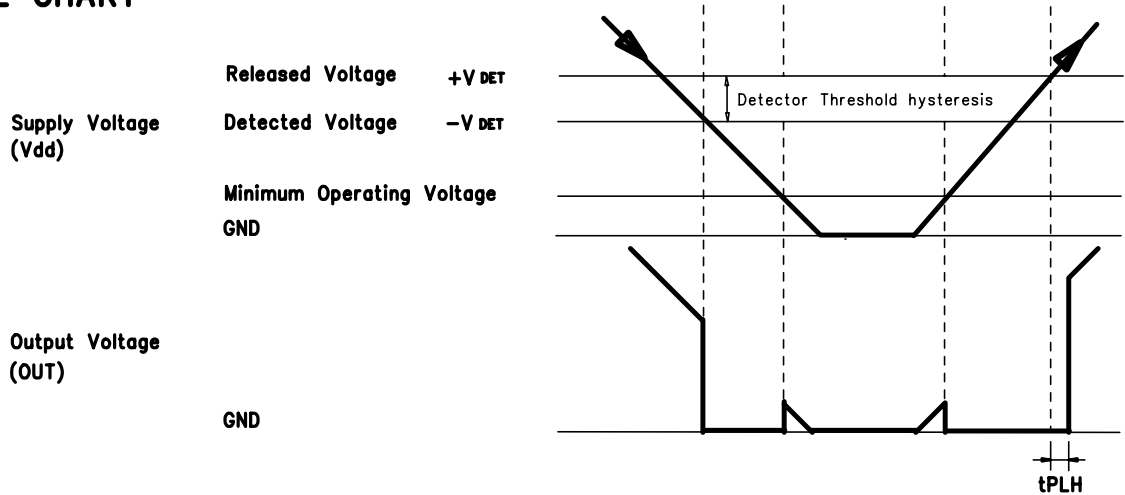 CHART
Released Voltage +V DET
Detector Threshold hysteresis
Supply Voltage
(Vdd)
Detected Voltage -V DET
Minimum Operating Voltage
GND
Output Voltage
(OUT)
GND
tPLH